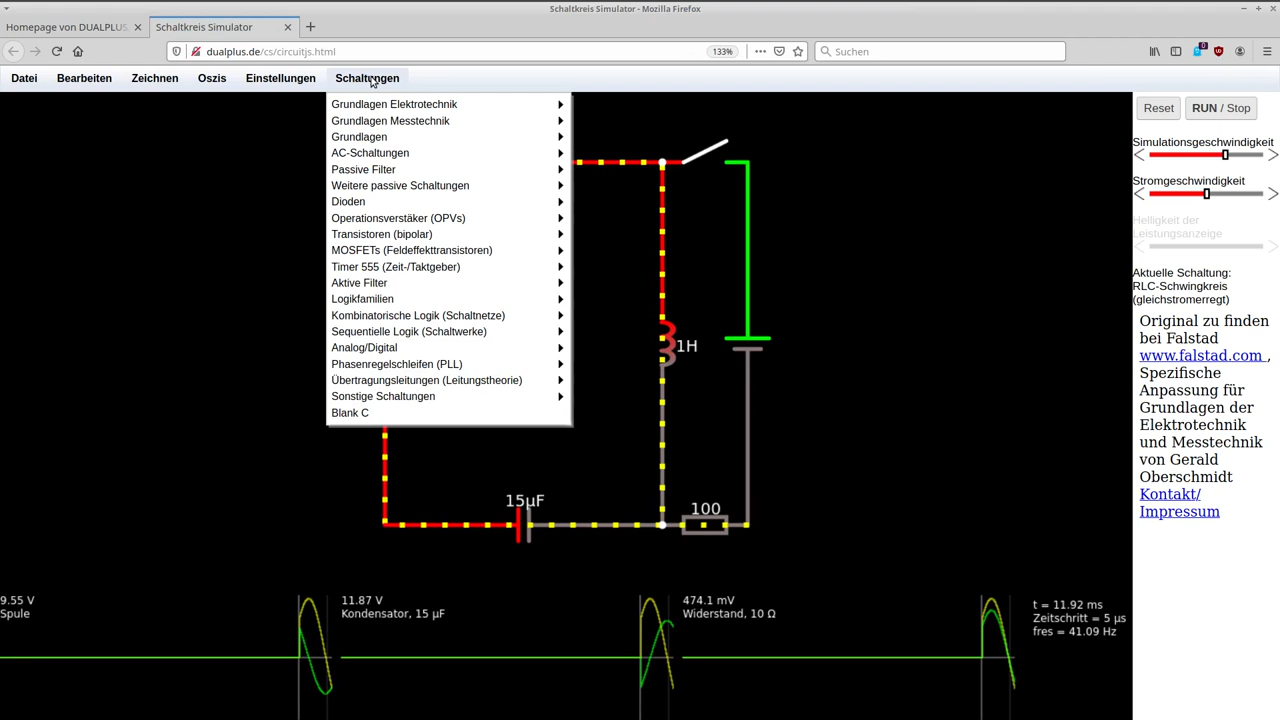 Schaltkreis Simulator - Mozilla Firefox
Homepage von DUALPLUS
Schaltkreis Simulator
dualplus.de/cs/circuitjs.html
133%
Suchen
Datei Bearbeiten Zeichnen Oszis Einstellungen Schaltungen
Grundlagen Elektrotechnik
Grundlagen Messtechnik
Grundlagen
AC-Schaltungen
Passive Filter
Weitere passive Schaltungen
Dioden
Operationsverstäker (OPVs)
Transistoren (bipolar)
MOSFETs (Feldeffekttransistoren)
Timer 555 (Zeit-/Taktgeber)
Aktive Filter
Logikfamilien
Kombinatorische Logik (Schaltnetze)
Sequentielle Logik (Schaltwerke)
Analog/Digital
Phasenregelschleifen (PLL)
Übertragungsleitungen (Leitungstheorie)
Sonstige Schaltungen
Blank C
1H
15μF
100
Reset RUN / Stop
Simulationsgeschwindigkeit
Stromgeschwindigkeit
Helligkeit der
Leistungsanzeige
Aktuelle Schaltung:
RLC-Schwingkreis
(gleichstromerregt)
Original zu finden
bei Falstad
www.falstad.com ,
Spezifische
Anpassung für
Grundlagen der
Elektrotechnik
und Messtechnik
von Gerald
Oberschmidt
Kontakt/
Impressum
9.55 V
Spule
11.87 V
Kondensator, 15 μF
474.1 mV
Widerstand, 10 Ω
t = 11.92 ms
Zeitschritt = 5 μs
fres = 41.09 Hz